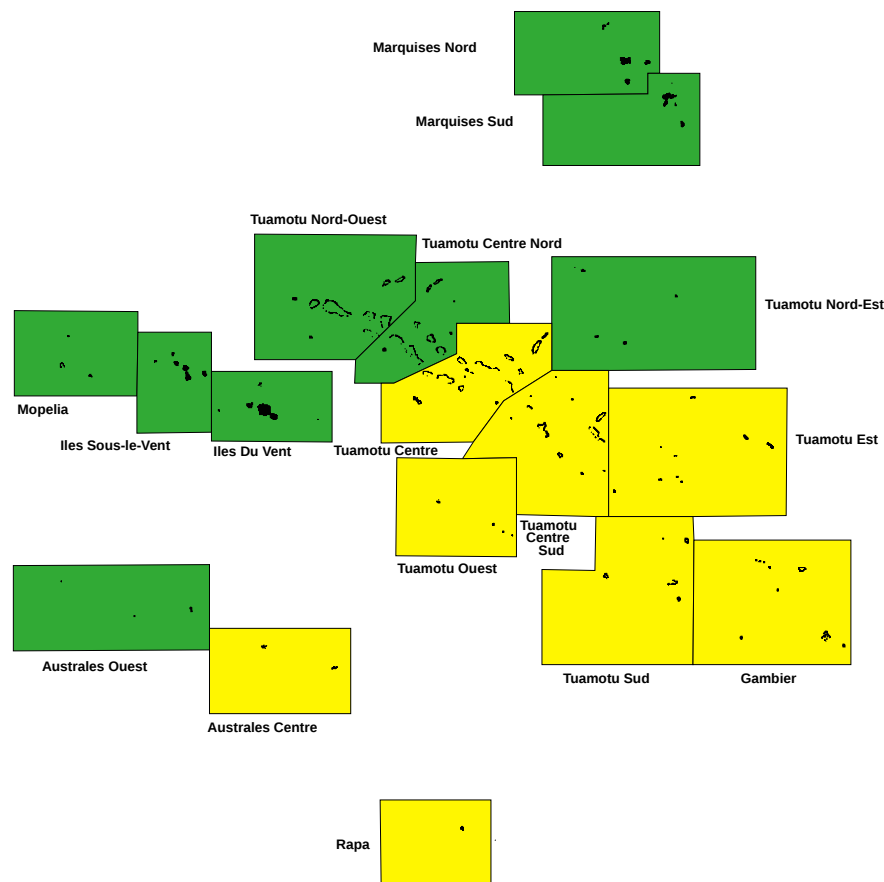 Marquises Nord
Marquises Sud
Tuamotu Nord-Ouest
Tuamotu Centre Nord
Tuamotu Nord-Est
Mopelia
Iles Sous-le-Vent
Iles Du Vent
Tuamotu Centre
Tuamotu Est
Tuamotu Ouest
Tuamotu
Centre
Sud
Australes Ouest
Tuamotu Sud
Gambier
Australes Centre
Rapa